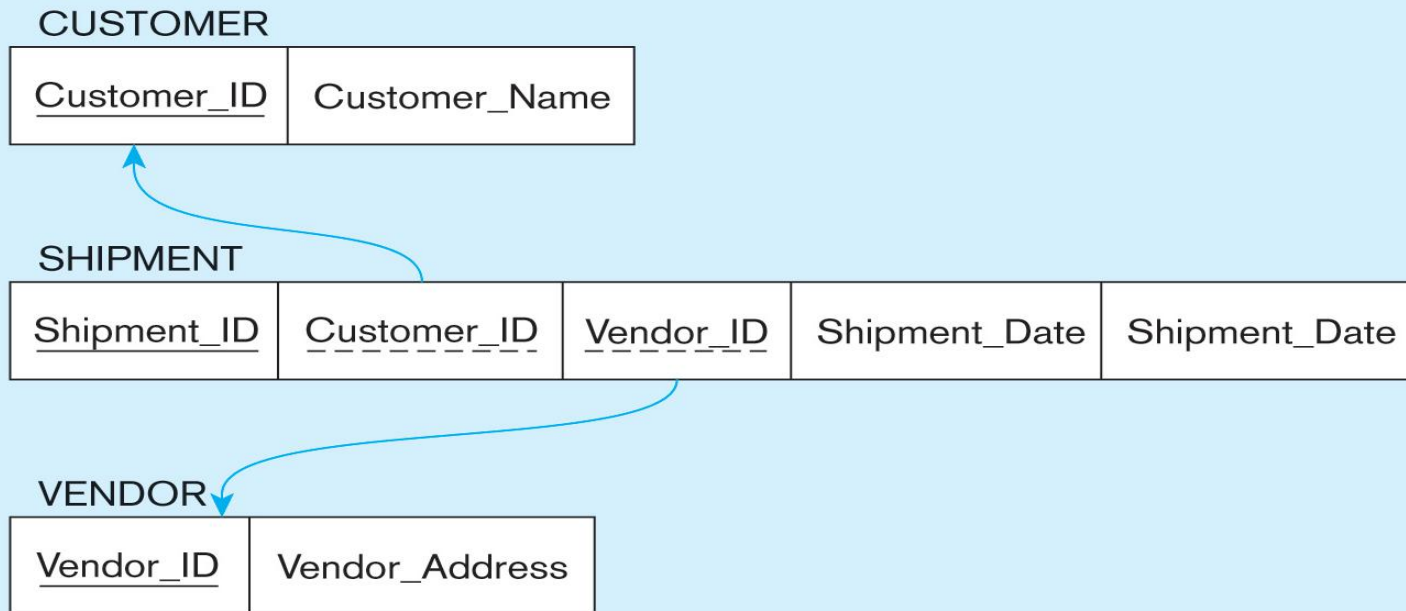 CUSTOMER
Customer_ID Customer_Name
SHIPMENT
Shipment_ID Customer_ID Vendor_ID Shipment_Date Shipment_Date
VENDOR
Vendor_ID Vendor_Address